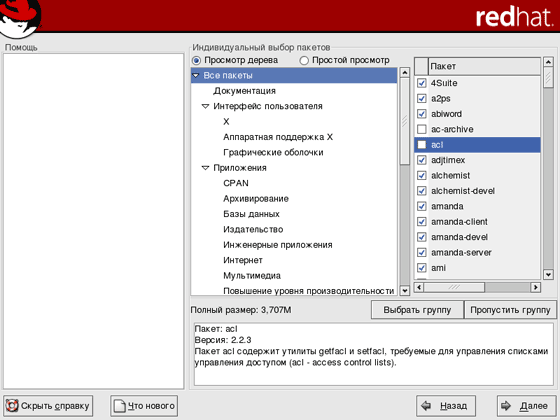 redhat.
Помощь
Индивидуальный выбор пакетов
Просмотр дерева
Простой просмотр
Все пакеты
Документация
Интерфейс пользователя
X
Аппаратная поддержка X
Графические оболочки
Приложения
CPAN
Архивирование
Базы данных
Издательство
Инженерные приложения
Интернет
Мультимедиа
Повышение уровня производительности
Пакет
4Suite
a2ps
abiword
ac-archive
acl
adjtimex
alchemist
alchemist-devel
amanda
amanda-client
amanda-devel
amanda-server
ami
Полный размер: 3,707M
Выбрать группу
Пропустить группу
Пакет: acl
Версия: 2.2.3
Пакет acl содержит утилиты getfacl и setfacl, требуемые для управления списками
управления доступом (acl - access control lists).
Скрыть справку
Что нового
Назад
Далее